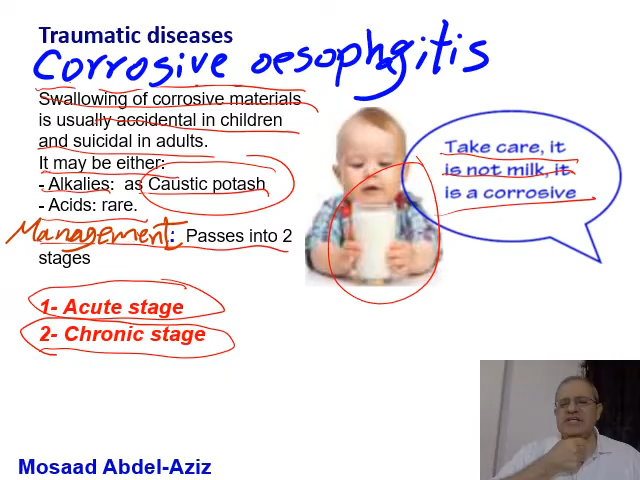 Traumatic diseases
Corrosive oesophgitis
Swallowing of corrosive materials
is usually accidental in children
and suicidal in adults.
It may be either:
- Alkalies:  as Caustic potash
- Acids: rare.
Management: Passes into 2
stages
1- Acute stage
2- Chronic stage
Take care, it
is not milk, it
is a corrosive
Mosaad Abdel-Aziz